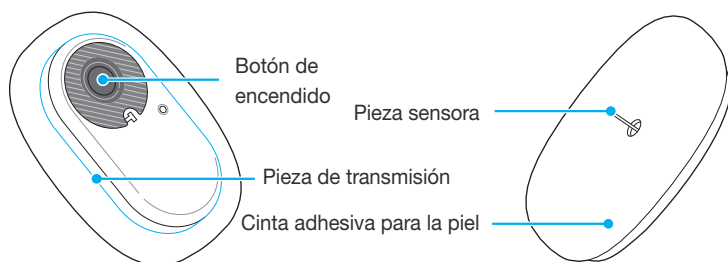 Botón de
encendido
Pieza sensora
Pieza de transmisión
Cinta adhesiva para la piel